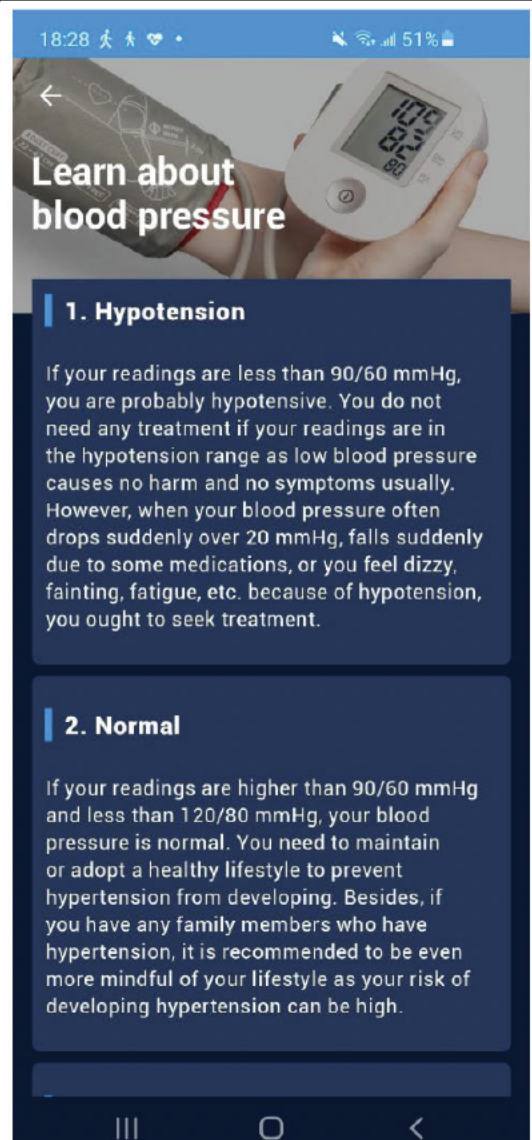 18:28
51%
Learn about
blood pressure
1. Hypotension
If your readings are less than 90/60 mmHg,
you are probably hypotensive. You do not
need any treatment if your readings are in
the hypotension range as low blood pressure
causes no harm and no symptoms usually.
However, when your blood pressure often
drops suddenly over 20 mmHg, falls suddenly
due to some medications, or you feel dizzy,
fainting, fatigue, etc. because of hypotension,
you ought to seek treatment.
2. Normal
If your readings are higher than 90/60 mmHg
and less than 120/80 mmHg, your blood
pressure is normal. You need to maintain
or adopt a healthy lifestyle to prevent
hypertension from developing. Besides, if
you have any family members who have
hypertension, it is recommended to be even
more mindful of your lifestyle as your risk of
developing hypertension can be high.